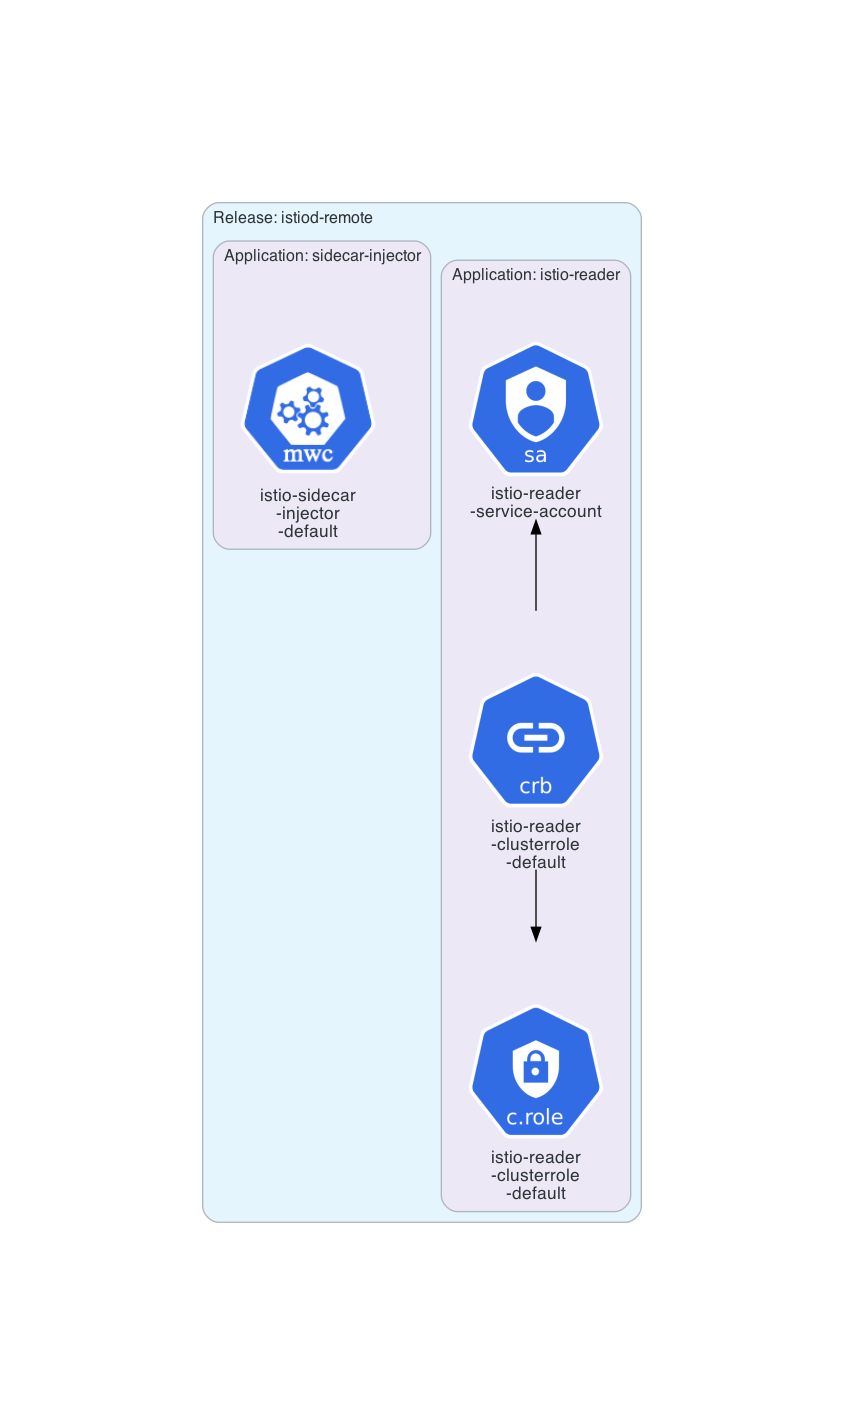 Release: istiod-remote
Application: sidecar-injector
mwc
istio-sidecar
-injector
-default
Application: istio-reader
sa
istio-reader
-service-account
crb
istio-reader
-clusterrole
-default
c.role
istio-reader
-clusterrole
-default